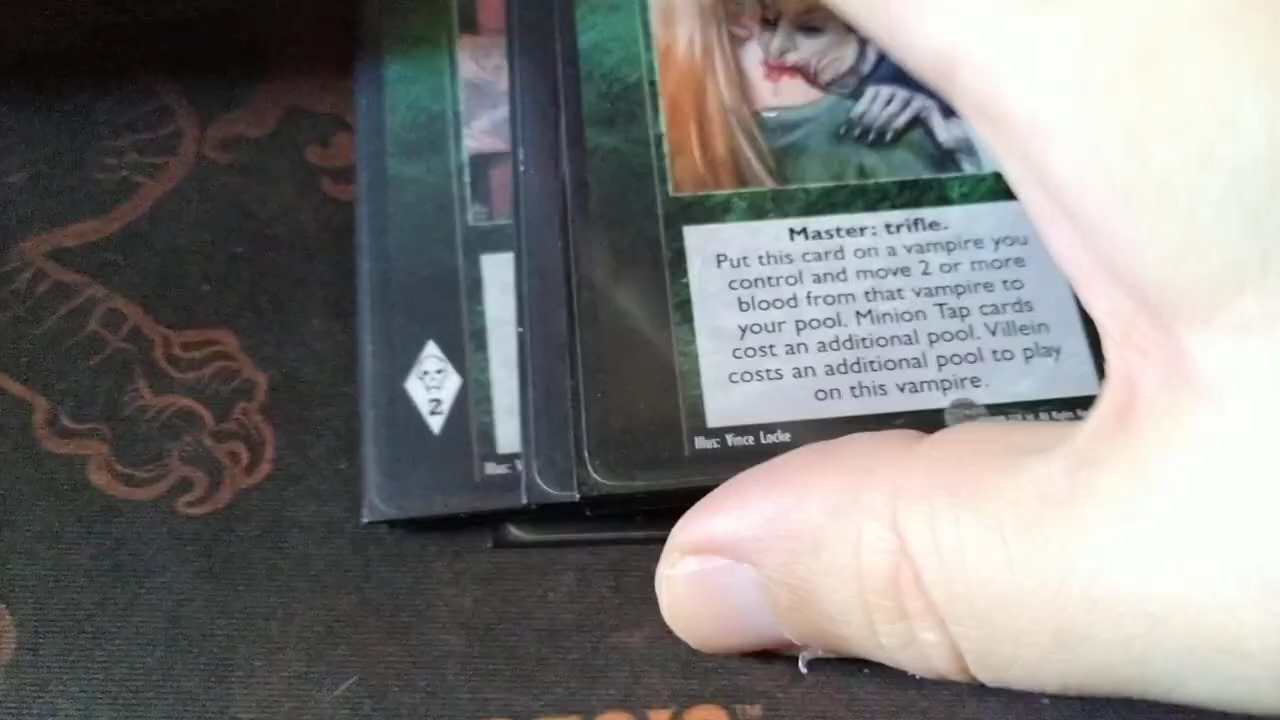 Master: trifle.
Put this card on a vampire you
control and move 2 or more
blood from that vampire to
your pool. Minion Tap cards
cost an additional pool. Villein
costs an additional pool to play
on this vampire.
2
Illus: Vince Locke
Illus: V